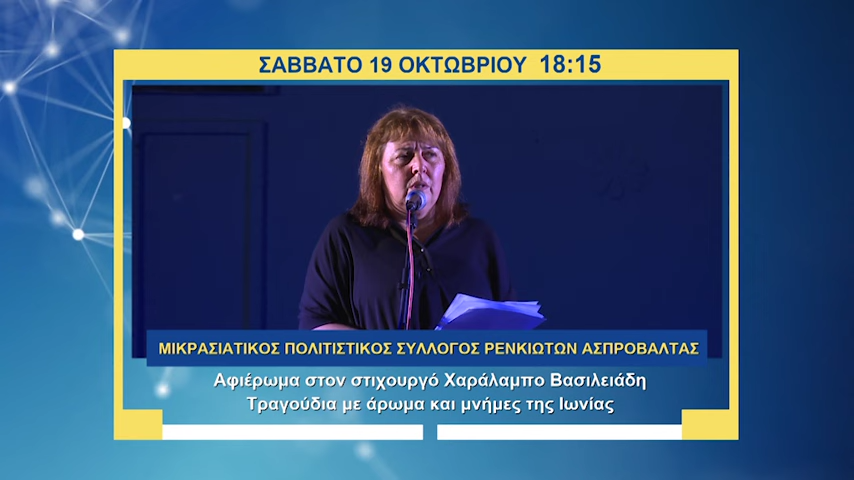 ΣΑΒΒΑΤΟ 19 ΟΚΤΩΒΡΙΟΥ 18:15
ΜΙΚΡΑΣΙΑΤΙΚΟΣ ΠΟΛΙΤΙΣΤΙΚΟΣ ΣΥΛΛΟΓΟΣ ΡΕΝΚΙΩΤΩΝ ΑΣΠΡΟΒΑΛΤΑΣ
Αφιέρωμα στον στιχουργό Χαράλαμπο Βασιλειάδη
Τραγούδια με άρωμα και μνήμες της Ιωνίας